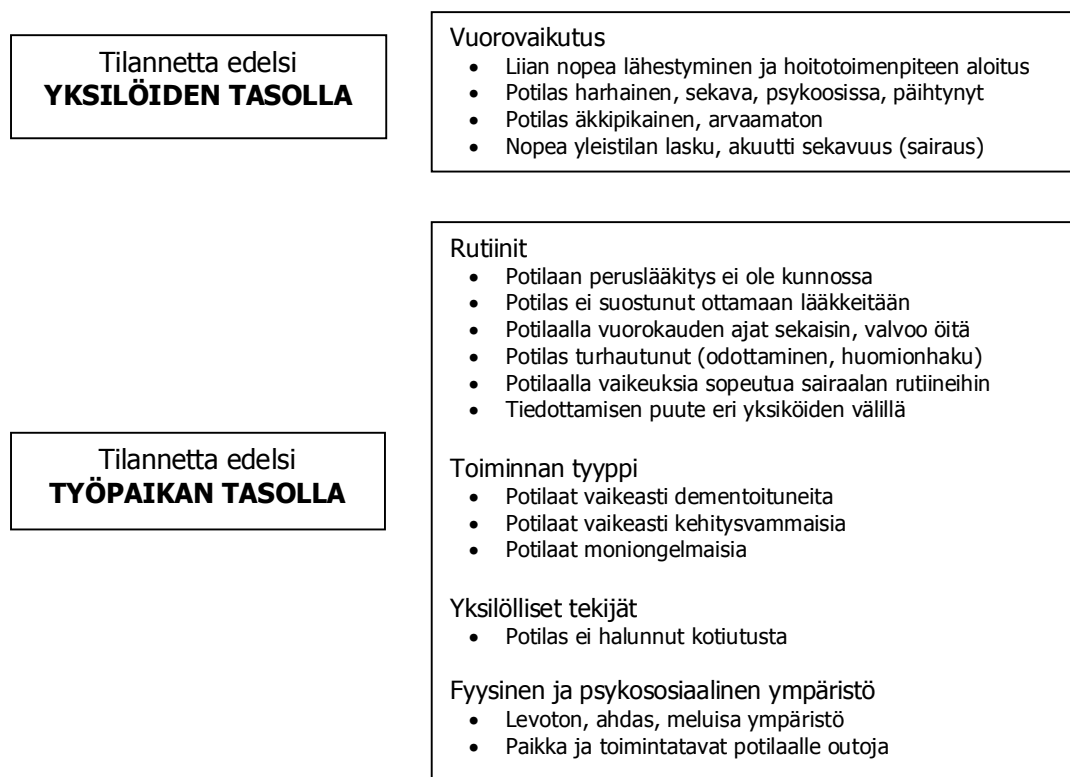 Tilannetta edelsi
YKSILÖIDEN TASOLLA
Vuorovaikutus
• Liian nopea lähestyminen ja hoitotoimenpiteen aloitus
• Potilas harhainen, sekava, psykoosissa, päihtynyt
• Potilas äkkipikainen, arvaamaton
• Nopea yleistilan lasku, akuutti sekavuus (sairaus)
Tilannetta edelsi
TYÖPAIKAN TASOLLA
Rutiinit
• Potilaan peruslääkitys ei ole kunnossa
• Potilas ei suostunut ottamaan lääkkeitään
• Potilaalla vuorokauden ajat sekaisin, valvoo öitä
• Potilas turhautunut (odottaminen, huomionhaku)
• Potilaalla vaikeuksia sopeutua sairaalan rutiineihin
• Tiedottamisen puute eri yksiköiden välillä
Toiminnan tyyppi
• Potilaat vaikeasti dementoituneita
• Potilaat vaikeasti kehitysvammaisia
• Potilaat moniongelmaisia
Yksilölliset tekijät
• Potilas ei halunnut kotiutusta
Fyysinen ja psykososiaalinen ympäristö
• Levoton, ahdas, meluisa ympäristö
• Paikka ja toimintatavat potilaalle outoja